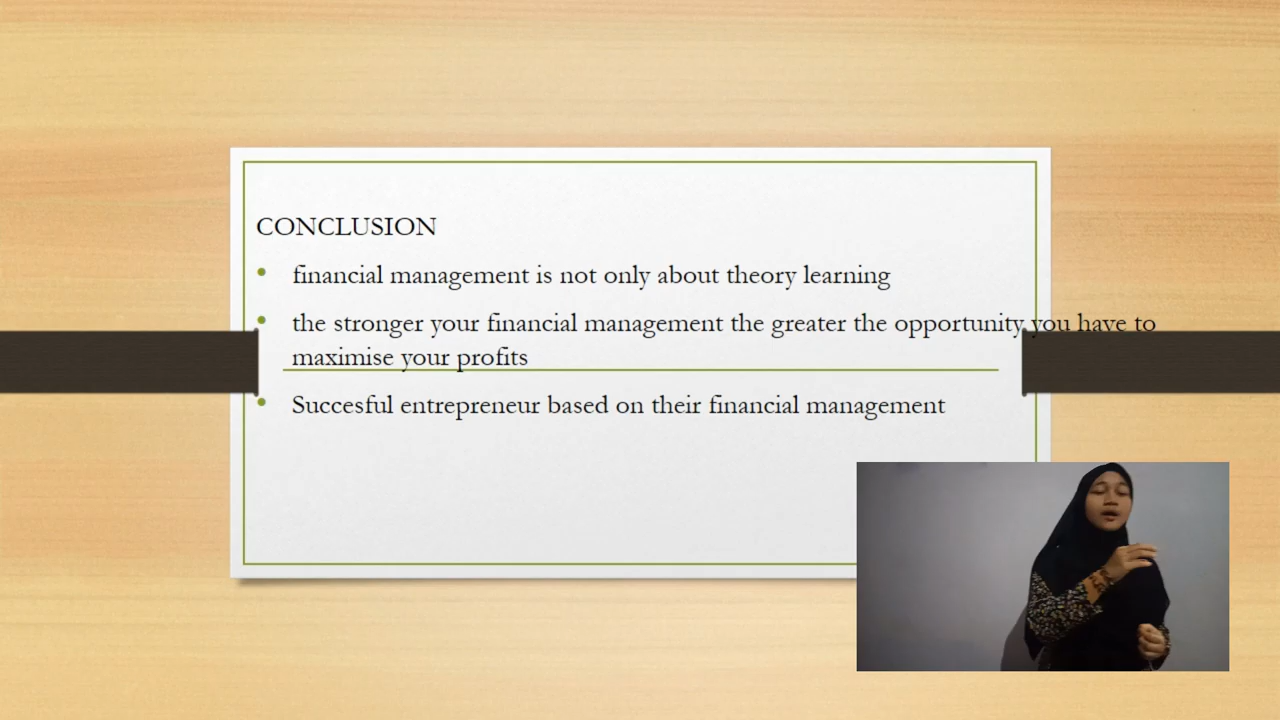 CONCLUSION
• financial management is not only about theory learning
• the stronger your financial management the greater the opportunity you have to
maximise your profits
• Succesful entrepreneur based on their financial management